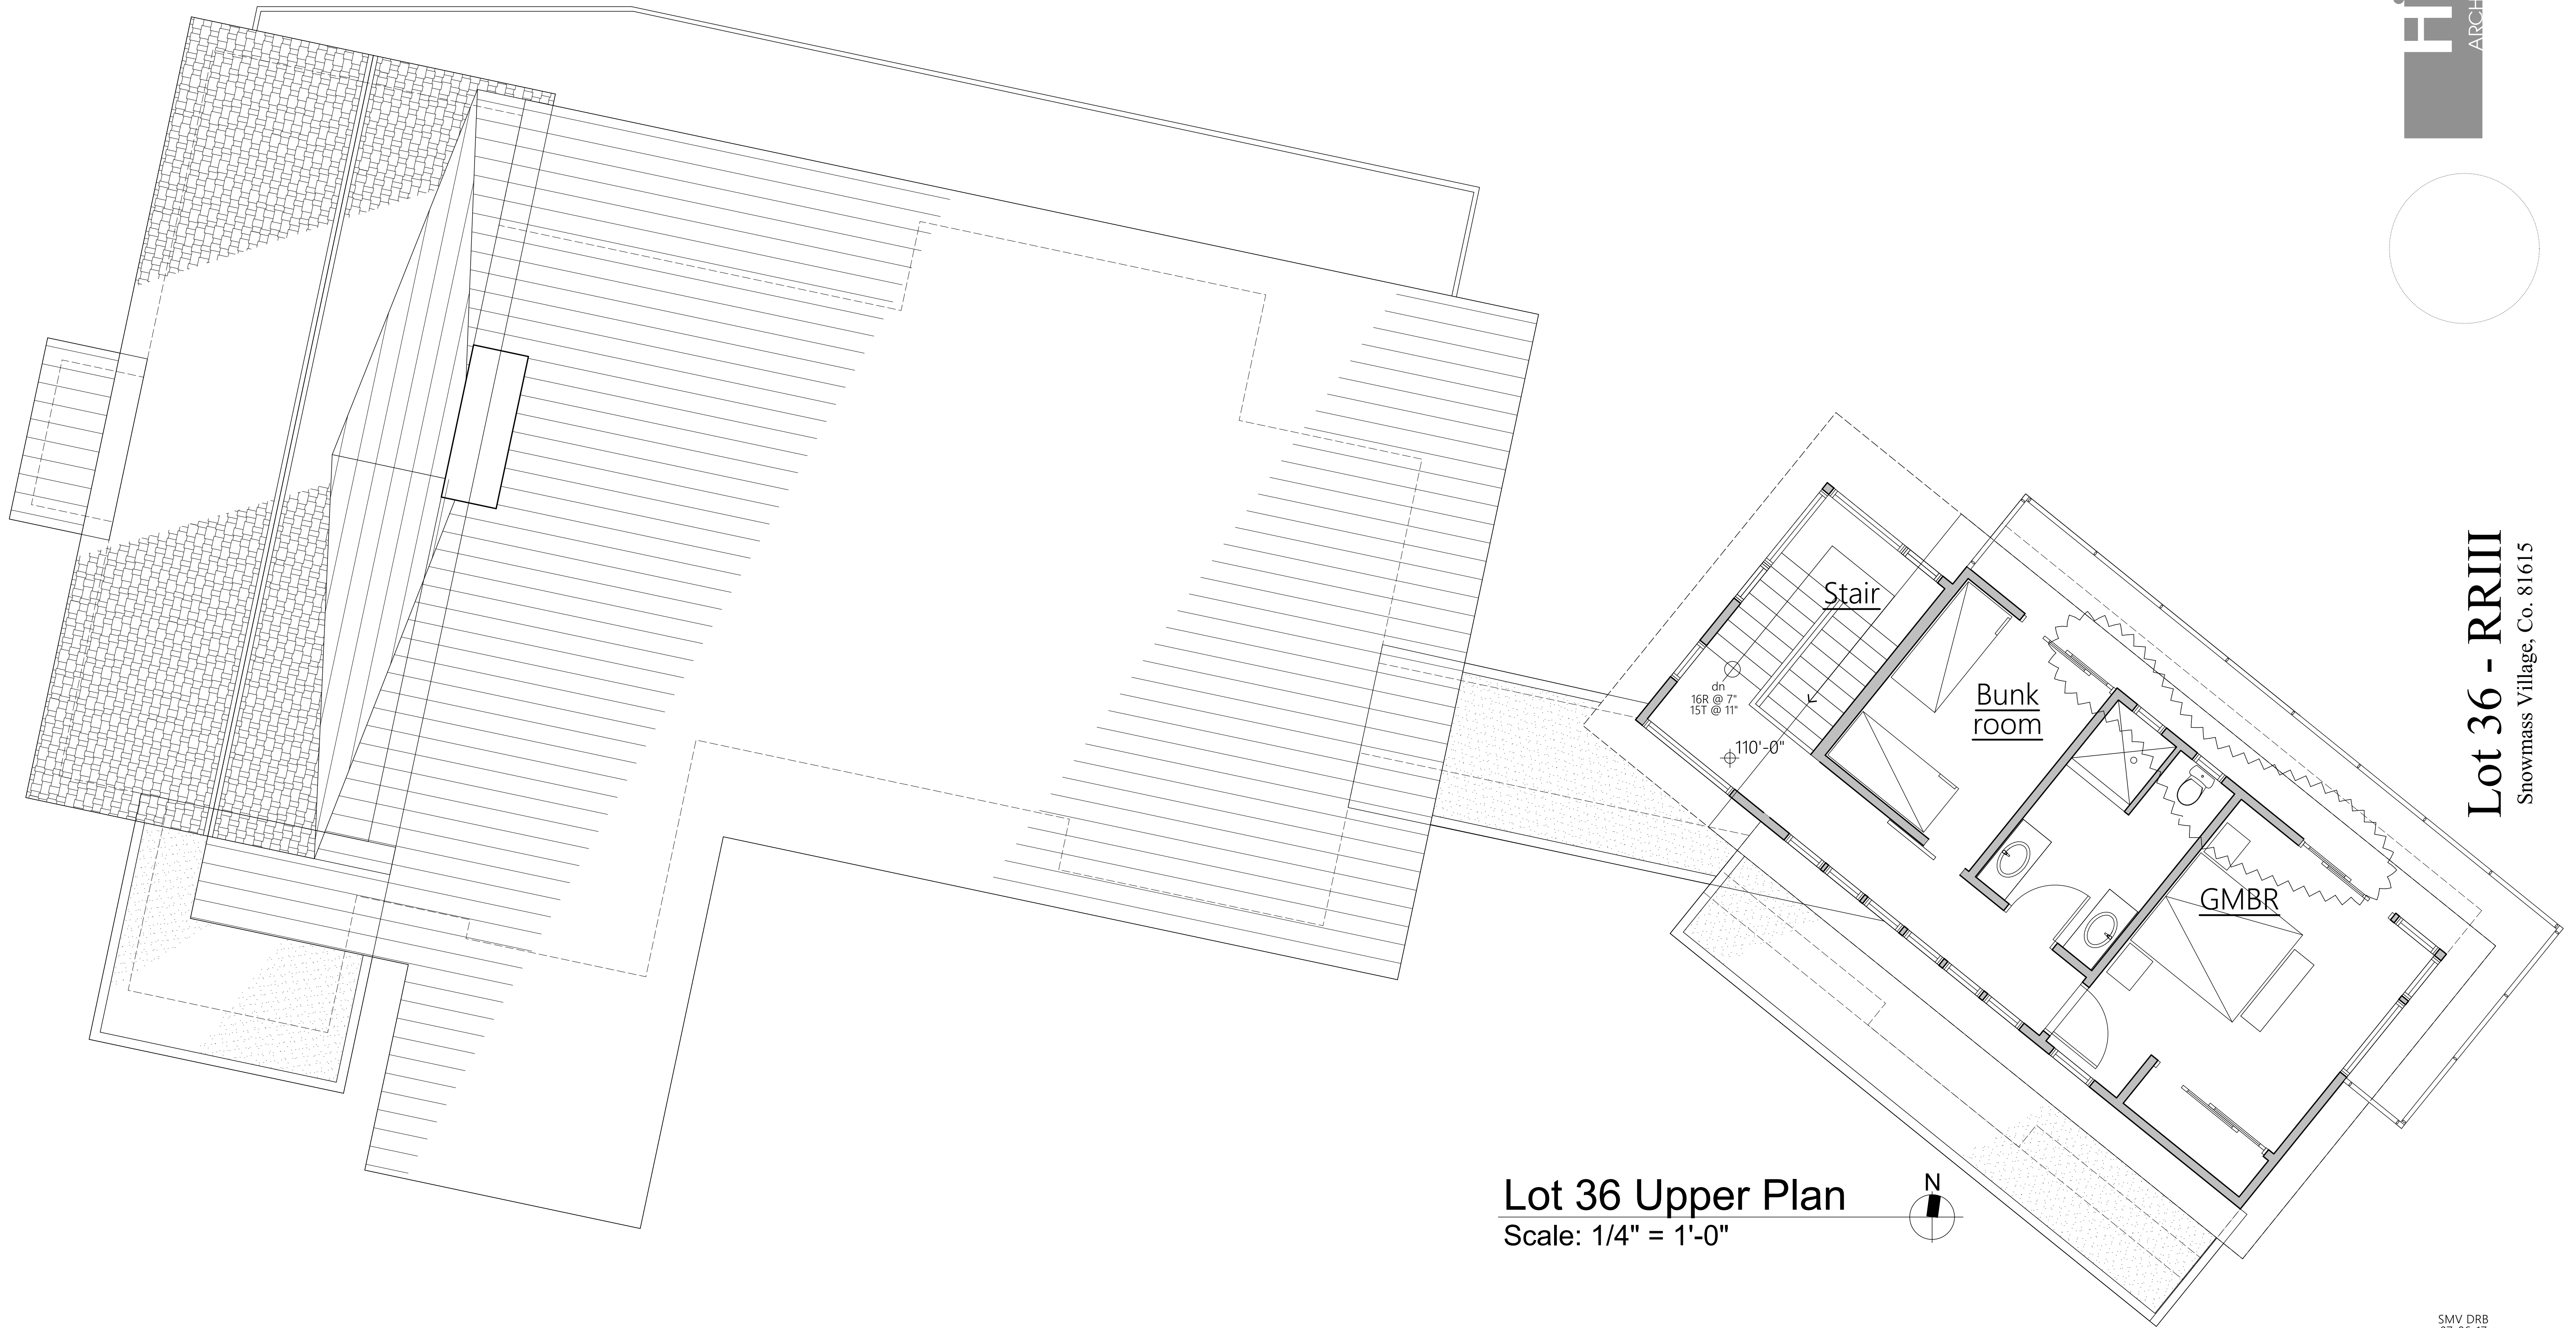 H
ARCH
Lot 36 - RRIII
Snowmass Village, Co. 81615
Stair
dn
16R @ 7"
15T @ 11"
110'-0"
Bunk
room
GMBR
Lot 36 Upper Plan
Scale: 1/4" = 1'-0"
N
SMV DRB